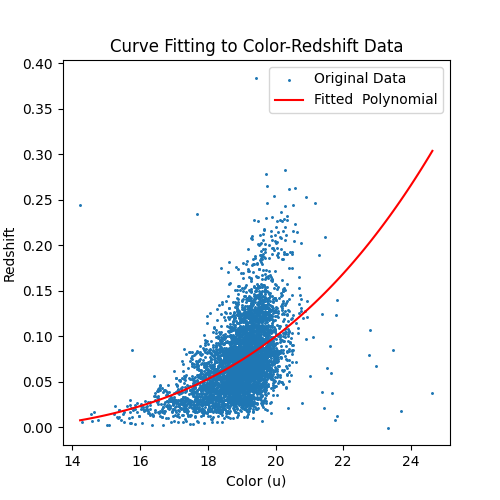 Curve Fitting to Color-Redshift Data
Original Data
Fitted  Polynomial
0.40
0.35
0.30
0.25
0.20
0.15
0.10
0.05
0.00
Redshift
14 16 18 20 22 24
Color (u)